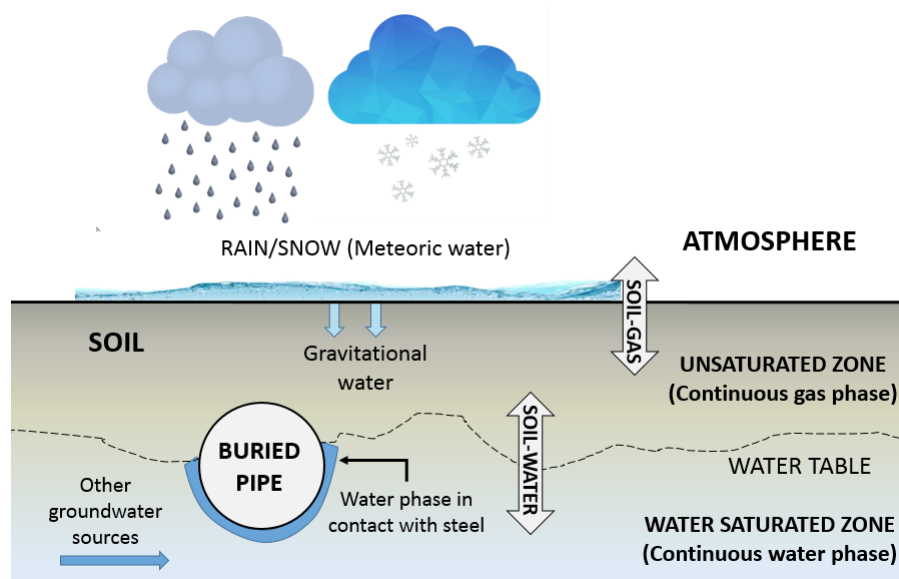 RAIN/SNOW (Meteoric water)
ATMOSPHERE
SOIL-GAS
SOIL
Gravitational
water
UNSATURATED ZONE
(Continuous gas phase)
SOIL-WATER
BURIED
PIPE
WATER TABLE
Other
groundwater
sources
Water phase in
contact with steel
WATER SATURATED ZONE
(Continuous water phase)